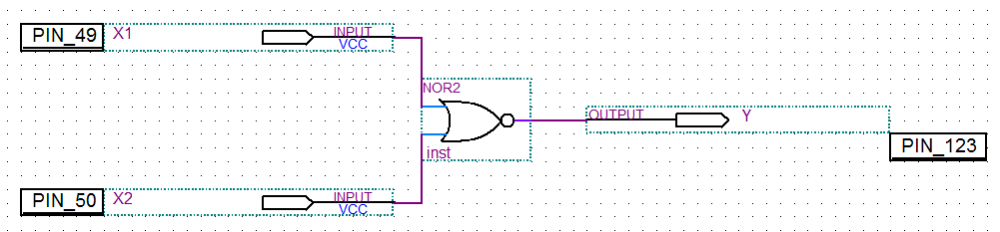 PIN_49
X1
INPUT
VCC
NOR2
OUTPUT
Y
PIN_123
inst
PIN_50
X2
INPUT
VCC